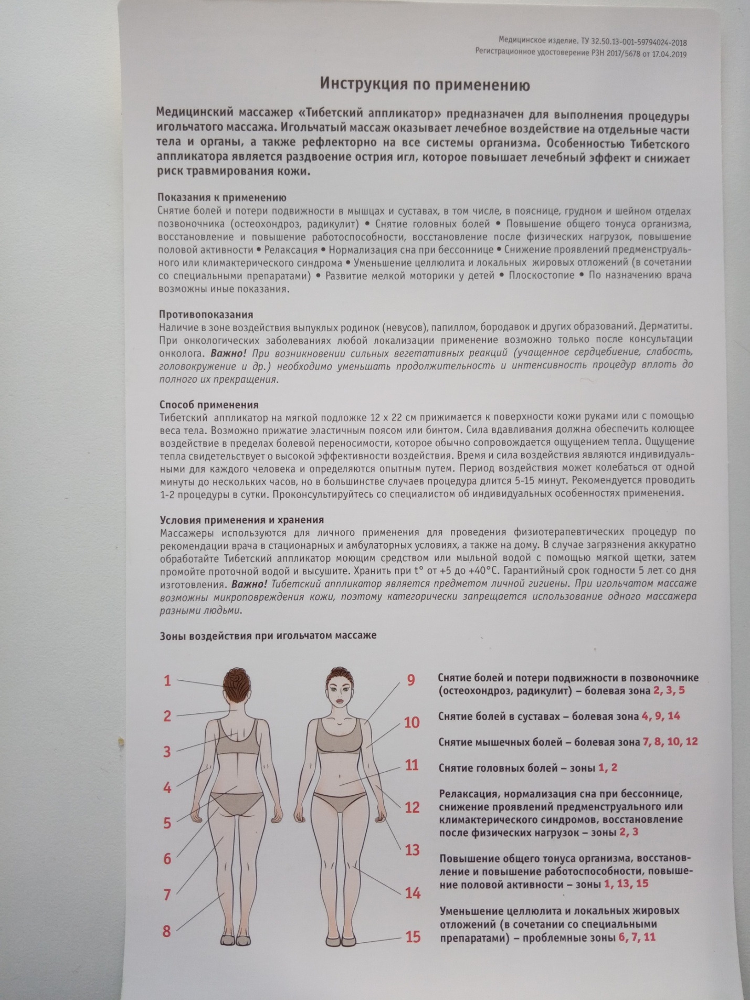 Медицинское изделие. ТУ 32.50.13-001-59794024-2018
Регистрационное удостоверение РЗН 2017/5678 от 17.04.2019
Инструкция по применению
Медицинский массажер «Тибетский аппликатор» предназначен для выполнения процедуры
игольчатого массажа. Игольчатый массаж оказывает лечебное воздействие на отдельные части
тела и органы, а также рефлекторно на все системы организма. Особенностью Тибетского
аппликатора является раздвоение острия игл, которое повышает лечебный эффект и снижает
риск травмирования кожи.
Показания к применению
Снятие болей и потери подвижности в мышцах и суставах, в том числе, в пояснице, грудном и шейном отделах
позвоночника (остеохондроз, радикулит) • Снятие головных болей • Повышение общего тонуса организма,
восстановление и повышение работоспособности, восстановление после физических нагрузок, повышение
половой активности • Релаксация • Нормализация сна при бессоннице • Снижение проявлений предменструаль-
ного или климактерического синдрома • Уменьшение целлюлита и локальных жировых отложений (в сочетании
со специальными препаратами) • Развитие мелкой моторики у детей • Плоскостопие • По назначению врача
возможны иные показания.
Противопоказания
Наличие в зоне воздействия выпуклых родинок (невусов), папиллом, бородавок и других образований. Дерматиты.
При онкологических заболеваниях любой локализации применение возможно только после консультации
онколога. Важно! При возникновении сильных вегетативных реакций (учащенное сердцебиение, слабость,
головокружение и др.) необходимо уменьшать продолжительность и интенсивность процедур вплоть до
полного их прекращения.
Способ применения
Тибетский аппликатор на мягкой подложке 12 х 22 см прижимается к поверхности кожи руками или с помощью
веса тела. Возможно прижатие эластичным поясом или бинтом. Сила вдавливания должна обеспечить колющее
воздействие в пределах болевой переносимости, которое обычно сопровождается ощущением тепла. Ощущение
тепла свидетельствует о высокой эффективности воздействия. Время и сила воздействия являются индивидуаль-
ными для каждого человека и определяются опытным путем. Период воздействия может колебаться от одной
минуты до нескольких часов, но в большинстве случаев процедура длится 5-15 минут. Рекомендуется проводить
1-2 процедуры в сутки. Проконсультируйтесь со специалистом об индивидуальных особенностях применения.
Условия применения и хранения
Массажеры используются для личного применения для проведения физиотерапевтических процедур по
рекомендации врача в стационарных и амбулаторных условиях, а также на дому. В случае загрязнения аккуратно
обработайте Тибетский аппликатор моющим средством или мыльной водой с помощью мягкой щетки, затем
промойте проточной водой и высушите. Хранить при t° от +5 до +40°С. Гарантийный срок годности 5 лет со дня
изготовления. Важно! Тибетский аппликатор является предметом личной гигиены. При игольчатом массаже
возможны микроповреждения кожи, поэтому категорически запрещается использование одного массажера
разными людьми.
Зоны воздействия при игольчатом массаже
1
2
3
4
5
6
7
8
9
10
11
12
13
14
15
Снятие болей и потери подвижности в позвоночнике
(остеохондроз, радикулит) – болевая зона 2, 3, 5
Снятие болей в суставах – болевая зона 4, 9, 14
Снятие мышечных болей – болевая зона 7, 8, 10, 12
Снятие головных болей – зоны 1, 2
Релаксация, нормализация сна при бессоннице,
снижение проявлений предменструального или
климактерического синдромов, восстановление
после физических нагрузок – зоны 2, 3
Повышение общего тонуса организма, восстанов-
ление и повышение работоспособности, повыше-
ние половой активности – зоны 1, 13, 15
Уменьшение целлюлита и локальных жировых
отложений (в сочетании со специальными
препаратами) – проблемные зоны 6, 7, 11